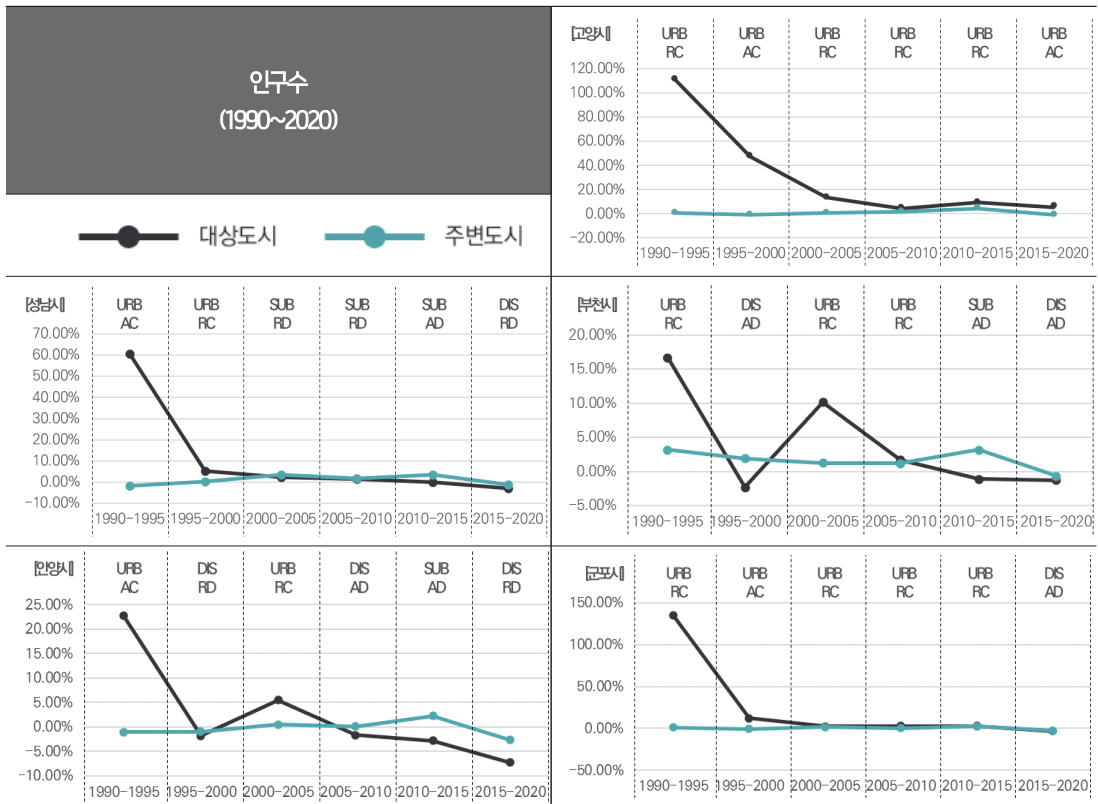 인구수
(1990~2020)
대상도시
주변도시
[고양시]
URB URB URB URB URB URB
RC AC RC RC RC AC
120.00%
100.00%
80.00%
60.00%
40.00%
20.00%
0.00%
-20.00%
1990-1995 1995-2000 2000-2005 2005-2010 2010-2015 2015-2020
[성남시]
URB URB SUB SUB SUB DIS
AC RC RD RD AD RD
70.00%
60.00%
50.00%
40.00%
30.00%
20.00%
10.00%
0.00%
-10.00%
1990-1995 1995-2000 2000-2005 2005-2010 2010-2015 2015-2020
[부천시]
URB DIS URB URB SUB DIS
RC AD RC RC AD AD
20.00%
15.00%
10.00%
5.00%
0.00%
-5.00%
1990-1995 1995-2000 2000-2005 2005-2010 2010-2015 2015-2020
[안양시]
URB DIS URB DIS SUB DIS
AC RD RC AD AD RD
25.00%
20.00%
15.00%
10.00%
5.00%
0.00%
-5.00%
-10.00%
1990-1995 1995-2000 2000-2005 2005-2010 2010-2015 2015-2020
[군포시]
URB URB URB URB URB DIS
RC AC RC RC RC AD
150.00%
100.00%
50.00%
0.00%
-50.00%
1990-1995 1995-2000 2000-2005 2005-2010 2010-2015 2015-2020